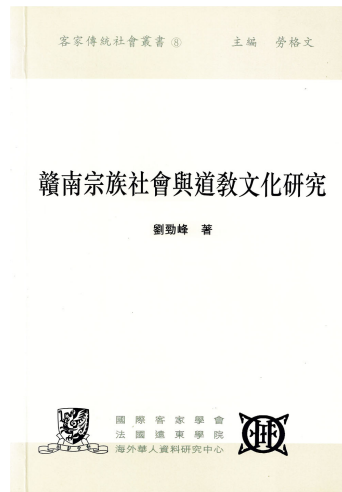 客家傳統社會叢書⑧ 主編 勞格文
贛南宗族社會與道教文化研究
劉勁峰 著
國際客家學會
法國遠東學院
海外華人資料研究中心